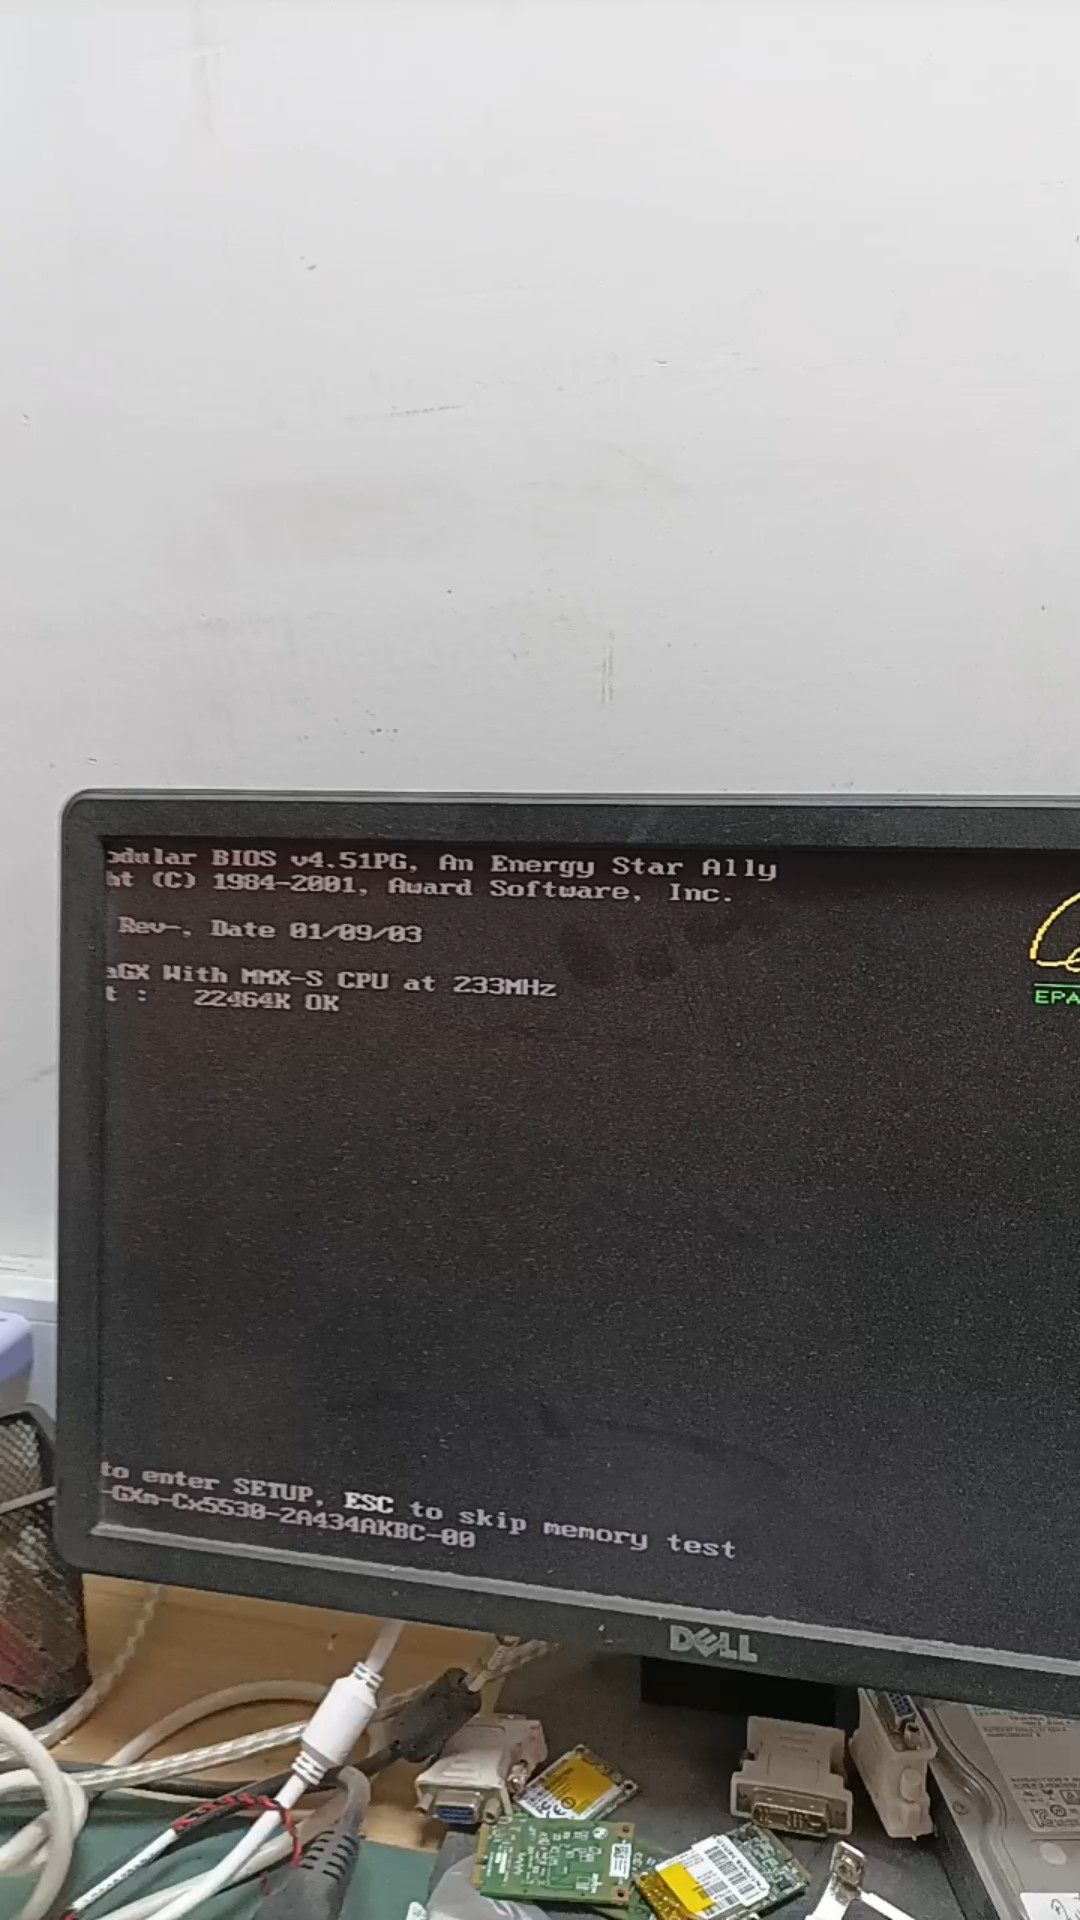 odular BIOS v4.51PG, An Energy Star Ally
ht (C) 1984-2001, Award Software, Inc.
Rev-, Date 01/09/03
aGX With MMX-S CPU at 233MHz
t : 22464K OK
EPA
to enter SETUP, ESC to skip memory test
-GXm-Cx5530-2A434AKBC-00
DELL